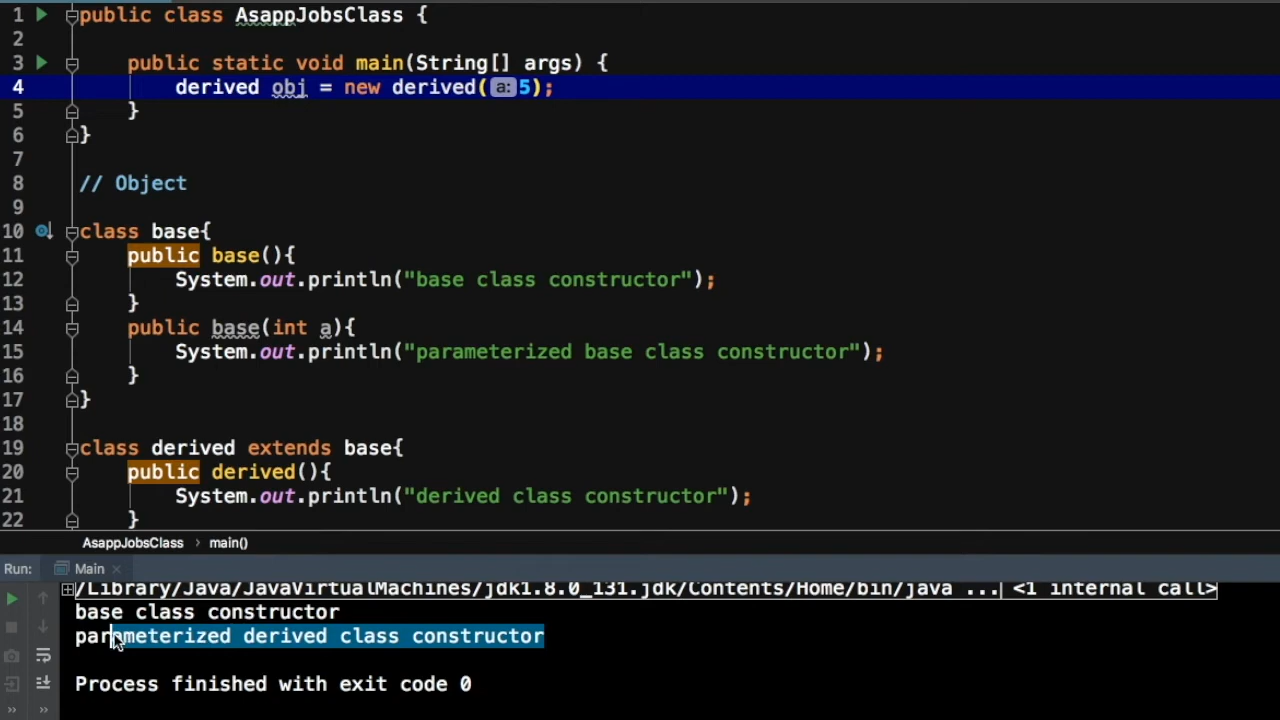 1 public class AsappJobsClass {
2
3 public static void main(String[] args) {
4 derived obj = new derived( a: 5);
5 }
6 }
7
8 // Object
9
10 class base{
11 public base(){
12 System.out.println("base class constructor");
13 }
14 public base(int a){
15 System.out.println("parameterized base class constructor");
16 }
17 }
18
19 class derived extends base{
20 public derived(){
21 System.out.println("derived class constructor");
22 }
AsappJobsClass › main()
Run: Main ×
/Library/Java/JavaVirtualMachines/jdk1.8.0_131.jdk/Contents/Home/bin/java ... <1 internal call>
base class constructor
parameterized derived class constructor
Process finished with exit code 0